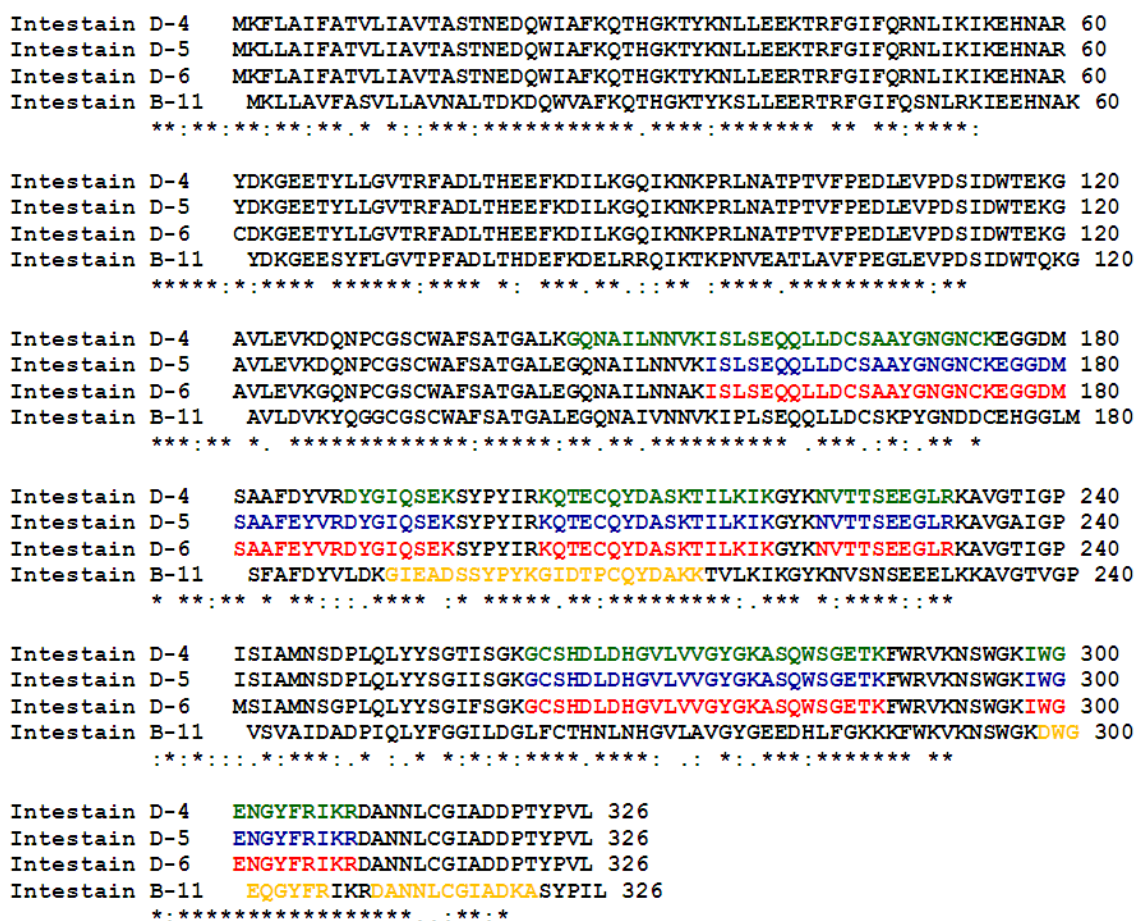 Intestain D-4 MKFLAIFATVLIAVTASTNEDQWIAFKQTHGKTYKNLLEEKTRFGIFQRNLIKIKEHNAR 60
Intestain D-5 MKLLAIFATVLIAVTASTNEDQWIAFKQTHGKTYKNLLEEKTRFGIFQRNLIKIKEHNAR 60
Intestain D-6 MKFLAIFATVLIAVTASTNEDQWIAFKQTHGKTYKNLLEERTRFGIFQRNLIKIKEHNAR 60
Intestain B-11 MKLLAVFASVLLAVNALTDKDQWVAFKQTHGKTYKSLLEERTRFGIFQSNLRKIEEHNAK 60
**:**:**:**:**.* *::***:***********.****:******* ** **:****:
Intestain D-4 YDKGEETYLLGVTRFADLTHEEFKDILKGQIKNKPRLNATPTVFPEDLEVPDSIDWTEKG 120
Intestain D-5 YDKGEETYLLGVTRFADLTHEEFKDILKGQIKNKPRLNATPTVFPEDLEVPDSIDWTEKG 120
Intestain D-6 CDKGEETYLLGVTRFADLTHEEFKDILKGQIKNKPRLNATPTVFPEDLEVPDSIDWTEKG 120
Intestain B-11 YDKGEESYFLGVTPFADLTHDEFKDELRRQIKTKPNVEATLAVFPEGLEVPDSIDWTQKG 120
*****:*:**** ******:**** *: ***.**.::** :****.**********:**
Intestain D-4 AVLEVKDQNPCGSCWAFSATGALKGQNAILNNVKISLSEQQLLDCSAAYGNGNCKEGGDM 180
Intestain D-5 AVLEVKDQNPCGSCWAFSATGALEGQNAILNNVKISLSEQQLLDCSAAYGNGNCKEGGDM 180
Intestain D-6 AVLEVKGQNPCGSCWAFSATGALEGQNAILNNAKISLSEQQLLDCSAAYGNGNCKEGGDM 180
Intestain B-11 AVLDVKYQGGCGSCWAFSATGALEGQNAIVNNVKIPLSEQQLLDCSKPYGNDDCEHGGLM 180
***:** *. *************:*****:**.**.********** .***.:*:.** *
Intestain D-4 SAAFDYVRDYGIQSEKSYPYIRKQTECQYDASKTILKIKGYKNVTTSEEGLRKAVGTIGP 240
Intestain D-5 SAAFEYVRDYGIQSEKSYPYIRKQTECQYDASKTILKIKGYKNVTTSEEGLRKAVGAIGP 240
Intestain D-6 SAAFEYVRDYGIQSEKSYPYIRKQTECQYDASKTILKIKGYKNVTTSEEGLRKAVGTIGP 240
Intestain B-11 SFAFDYVLDKGIEADSSYPYKGIDTPCQYDAKKTVLKIKGYKNVSNSEEELKKAVGTVGP 240
* **:** * **::::.**** :* *****.**:*********:.*** *:****::**
Intestain D-4 ISIAMNSDPLQLYYSGTISGKGCSHDLDHGVLVVGYGKASQWSGETKFWRVKNSWGKIWG 300
Intestain D-5 ISIAMNSDPLQLYYSGIISGKGCSHDLDHGVLVVGYGKASQWSGETKFWRVKNSWGKIWG 300
Intestain D-6 MSIAMNSGPLQLYYSGIFSGKGCSHDLDHGVLVVGYGKASQWSGETKFWRVKNSWGKIWG 300
Intestain B-11 VSVAIDADPIQLYFGGILDGLFCTHNLNHGVLAVGYGEEDHLFGKKKFWKVKNSWGKDWG 300
:*:*::::.*:***:.* :.* *:*:*:****.****: .: *:.***:******* **
Intestain D-4 ENGYFRIKRDANNLCGIADDPTYPVL 326
Intestain D-5 ENGYFRIKRDANNLCGIADDPTYPVL 326
Intestain D-6 ENGYFRIKRDANNLCGIADDPTYPVL 326
Intestain B-11 EQGYFRIKRDANNLCGIADKASYPIL 326
*:*****************..:**:*